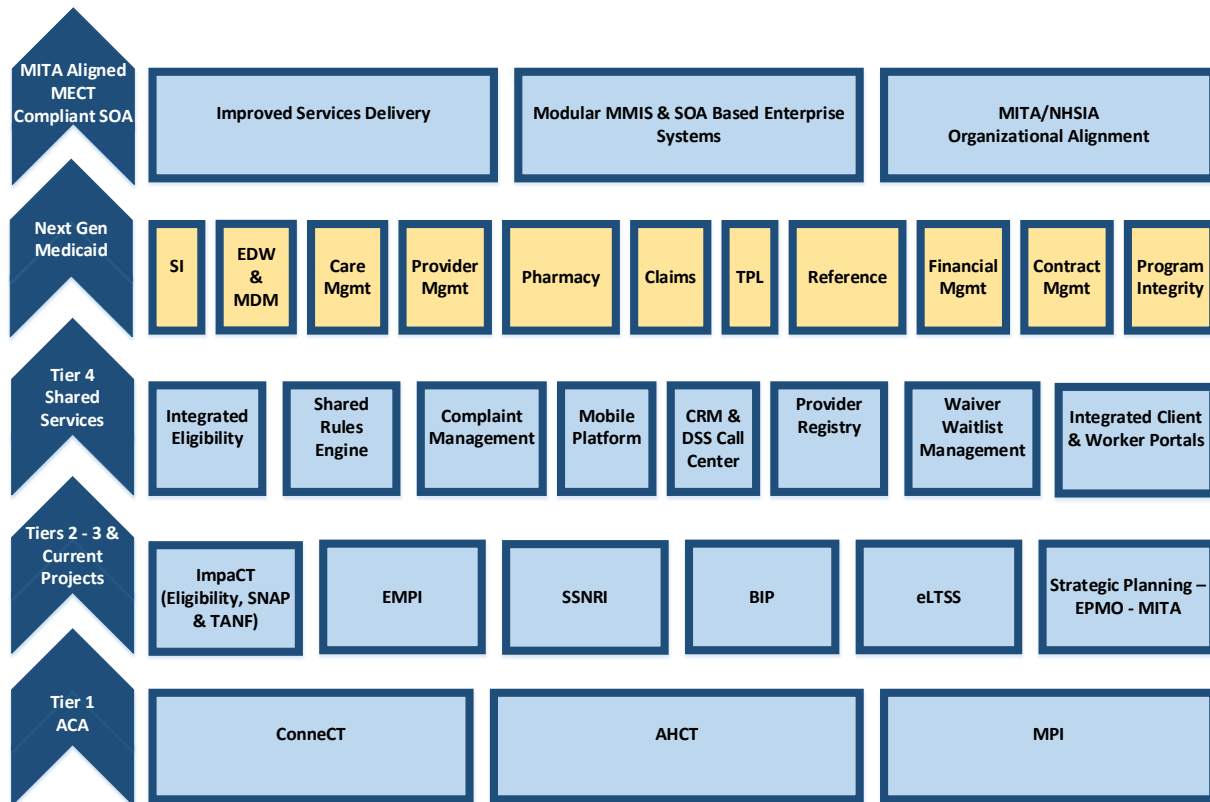 MITA Aligned
MECT
Compliant SOA
Improved Services Delivery
Modular MMIS & SOA Based Enterprise
Systems
MITA/NHSIA
Organizational Alignment
Next Gen
Medicaid
SI
EDW
&
MDM
Care
Mgmt
Provider
Mgmt
Pharmacy
Claims
TPL
Reference
Financial
Mgmt
Contract
Mgmt
Program
Integrity
Tier 4
Shared
Services
Integrated
Eligibility
Shared
Rules
Engine
Complaint
Management
Mobile
Platform
CRM &
DSS Call
Center
Provider
Registry
Waiver
Waitlist
Management
Integrated Client
& Worker Portals
Tiers 2 - 3 &
Current
Projects
ImpaCT
(Eligibility, SNAP
& TANF)
EMPI
SSNRI
BIP
eLTSS
Strategic Planning –
EPMO - MITA
Tier 1
ACA
ConneCT
AHCT
MPI